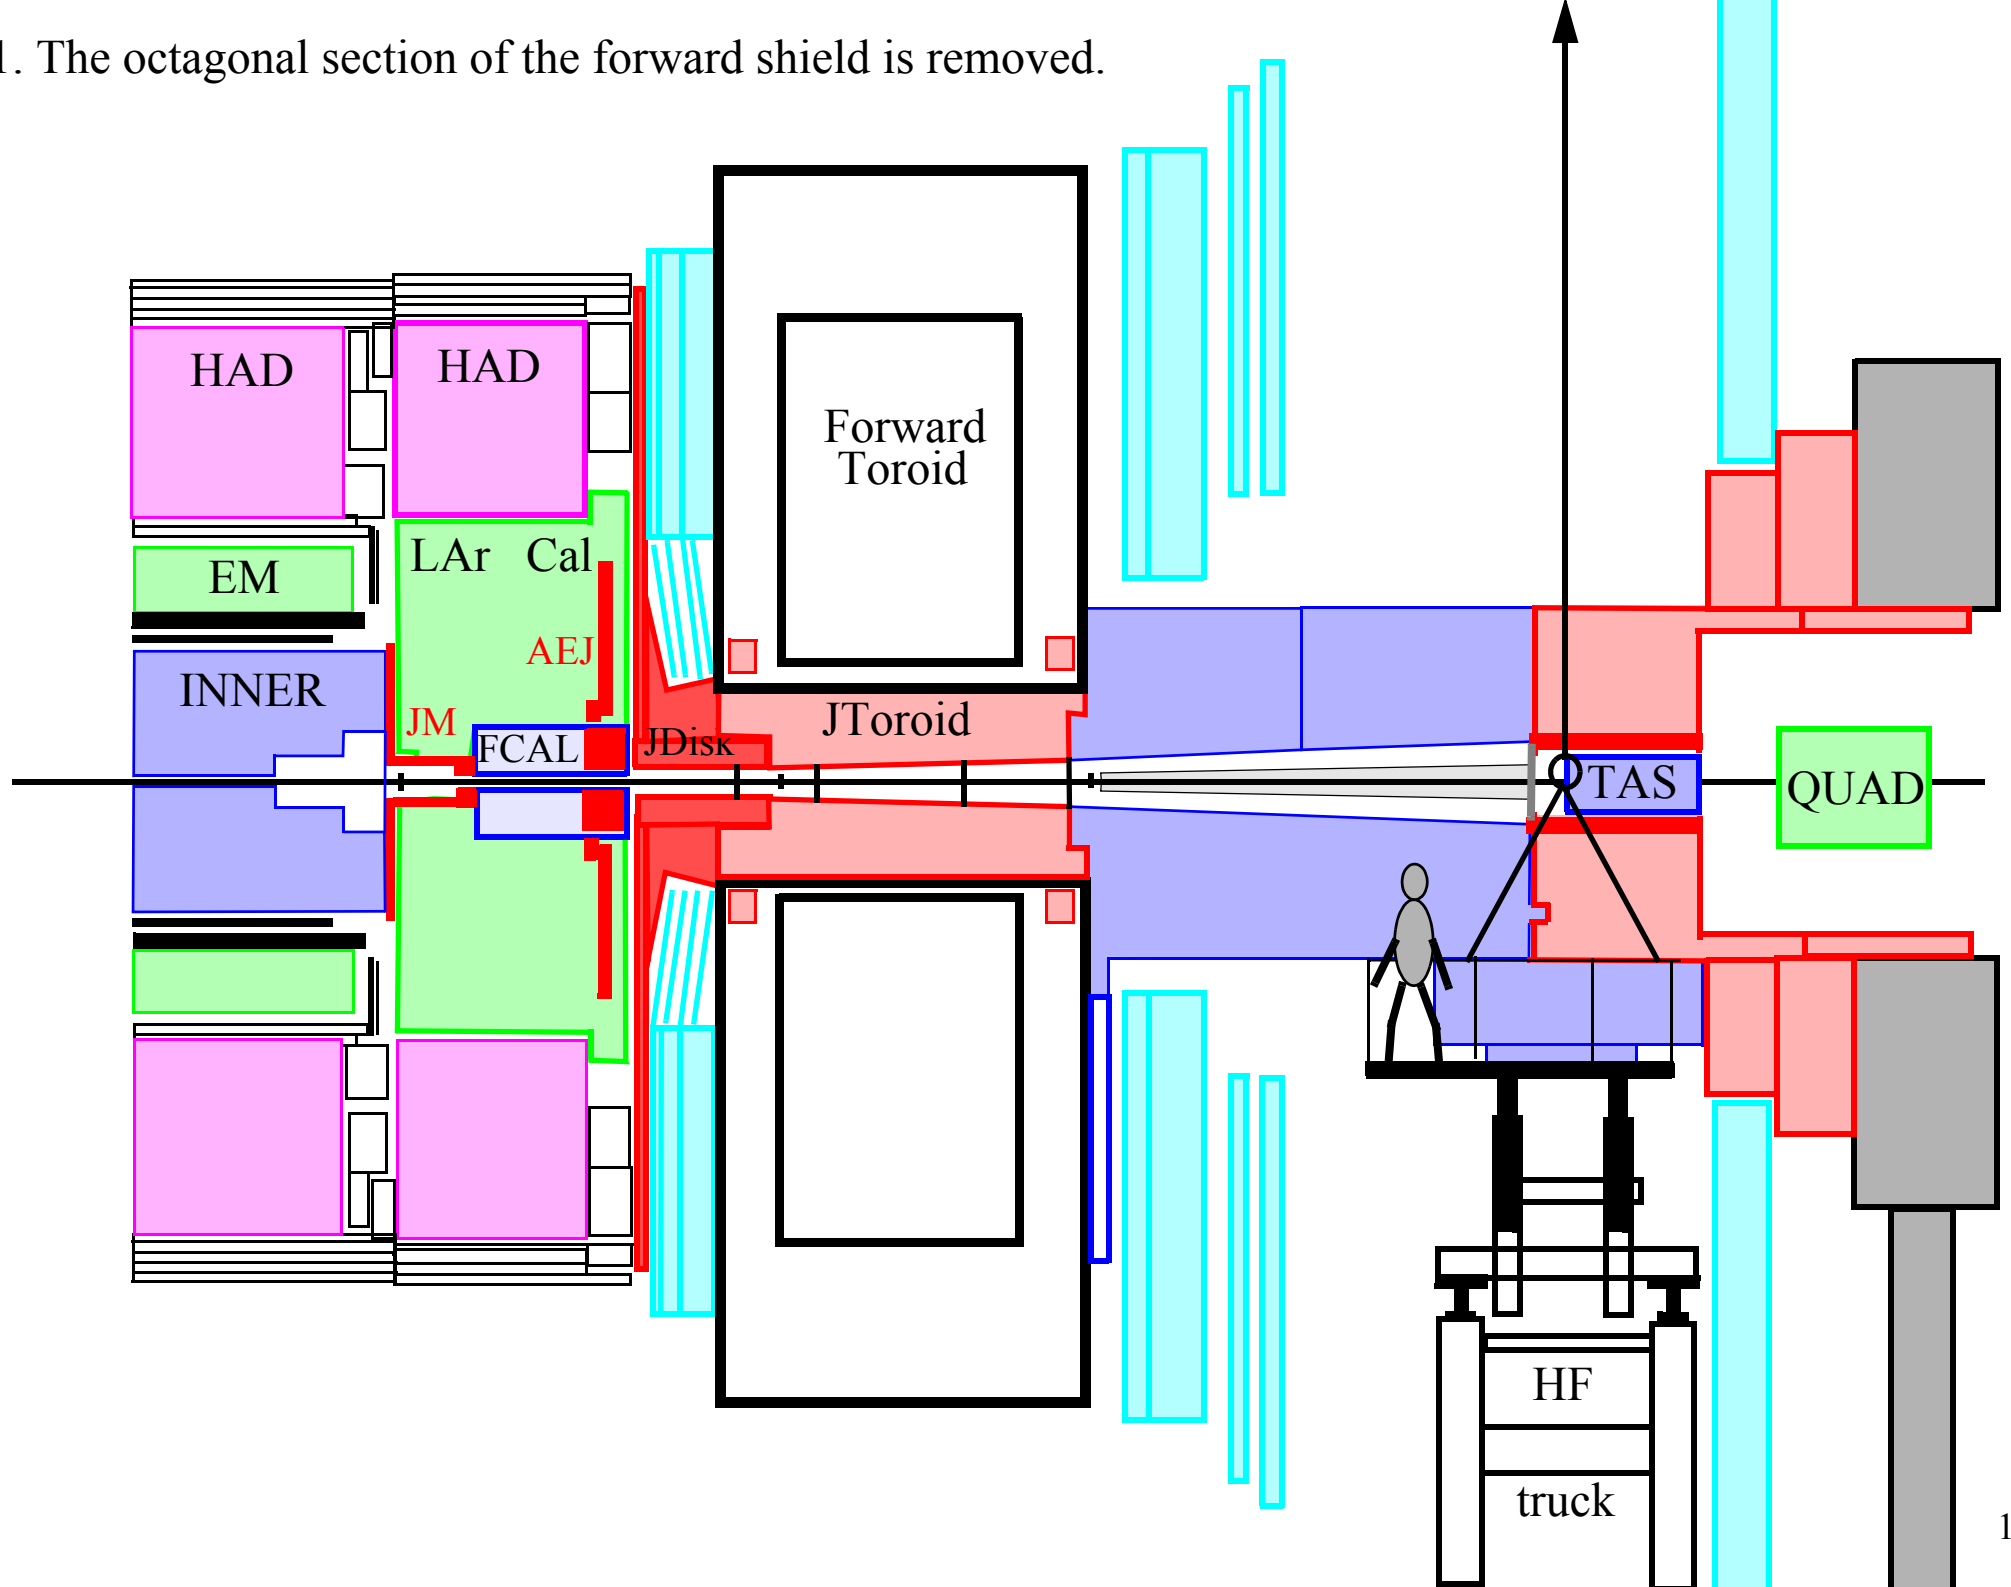 1. The octagonal section of the forward shield is removed.
HAD
HAD
Forward
Toroid
LAr Cal
EM
AEJ
INNER
JM
JToroid
FCAL
JDisk
TAS
QUAD
HF
truck
1